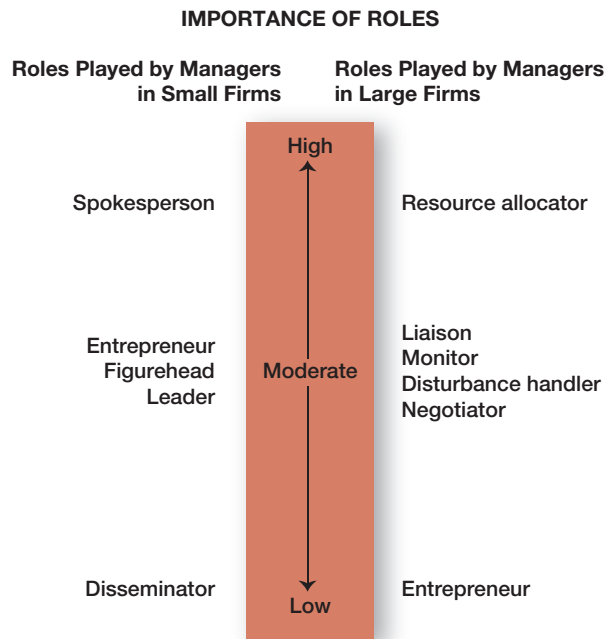 IMPORTANCE OF ROLES
Roles Played by Managers
in Small Firms
Roles Played by Managers
in Large Firms
High
Spokesperson
Resource allocator
Entrepreneur
Figurehead
Leader
Moderate
Liaison
Monitor
Disturbance handler
Negotiator
Disseminator
Entrepreneur
Low